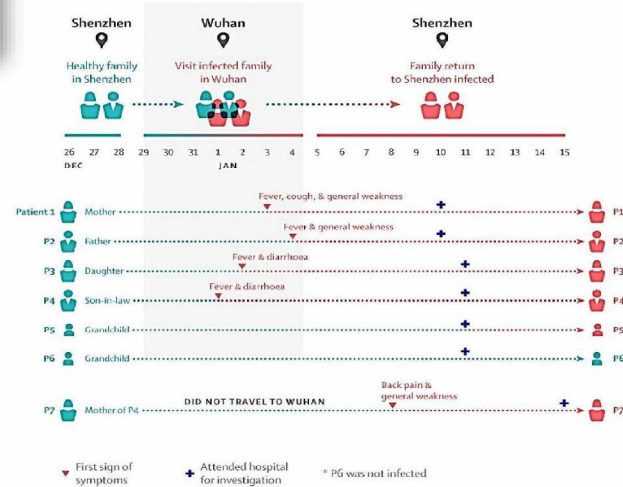 Shenzhen
Wuhan
Shenzhen
Healthy family
in Shenzhen
Visit infected family
in Wuhan
Family return
to Shenzhen infected
26 27 28 29 30 31 1 2 3 4 5 6 7 8 9 10 11 12 13 14 15
DEC JAN
Fever, cough, & general weakness
Patient 1 Mother P1
Fever & general weakness
P2 Father P2
Fever & diarrhoea
P3 Daughter P3
Fever & diarrhoea
P4 Son-in-law P4
P5 Grandchild P5
P6 Grandchild P6
Back pain &
general weakness
DID NOT TRAVEL TO WUHAN
P7 Mother of P4 P7
First sign of
symptoms
Attended hospital
for investigation
* P6 was not infected